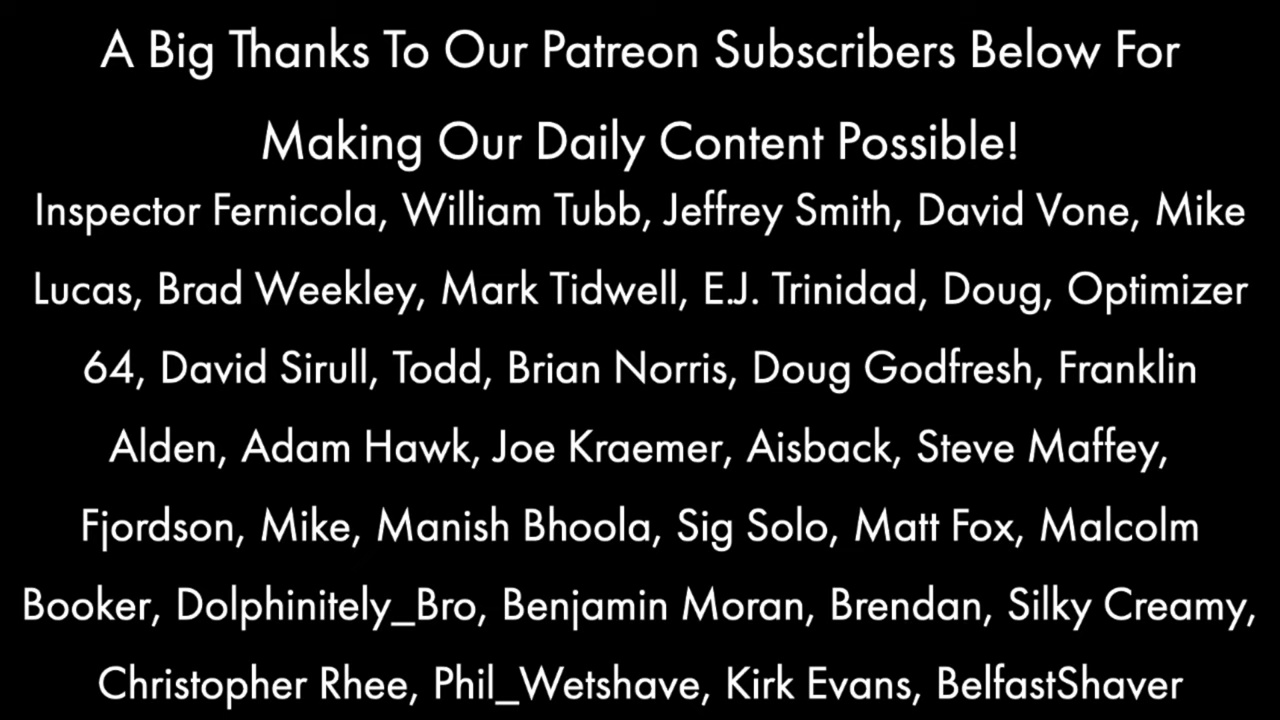 A Big Thanks To Our Patreon Subscribers Below For
Making Our Daily Content Possible!
Inspector Fernicola, William Tubb, Jeffrey Smith, David Vone, Mike
Lucas, Brad Weekley, Mark Tidwell, E.J. Trinidad, Doug, Optimizer
64, David Sirull, Todd, Brian Norris, Doug Godfresh, Franklin
Alden, Adam Hawk, Joe Kraemer, Aisback, Steve Maffey,
Fjordson, Mike, Manish Bhoola, Sig Solo, Matt Fox, Malcolm
Booker, Dolphinitely_Bro, Benjamin Moran, Brendan, Silky Creamy,
Christopher Rhee, Phil_Wetshave, Kirk Evans, BelfastShaver